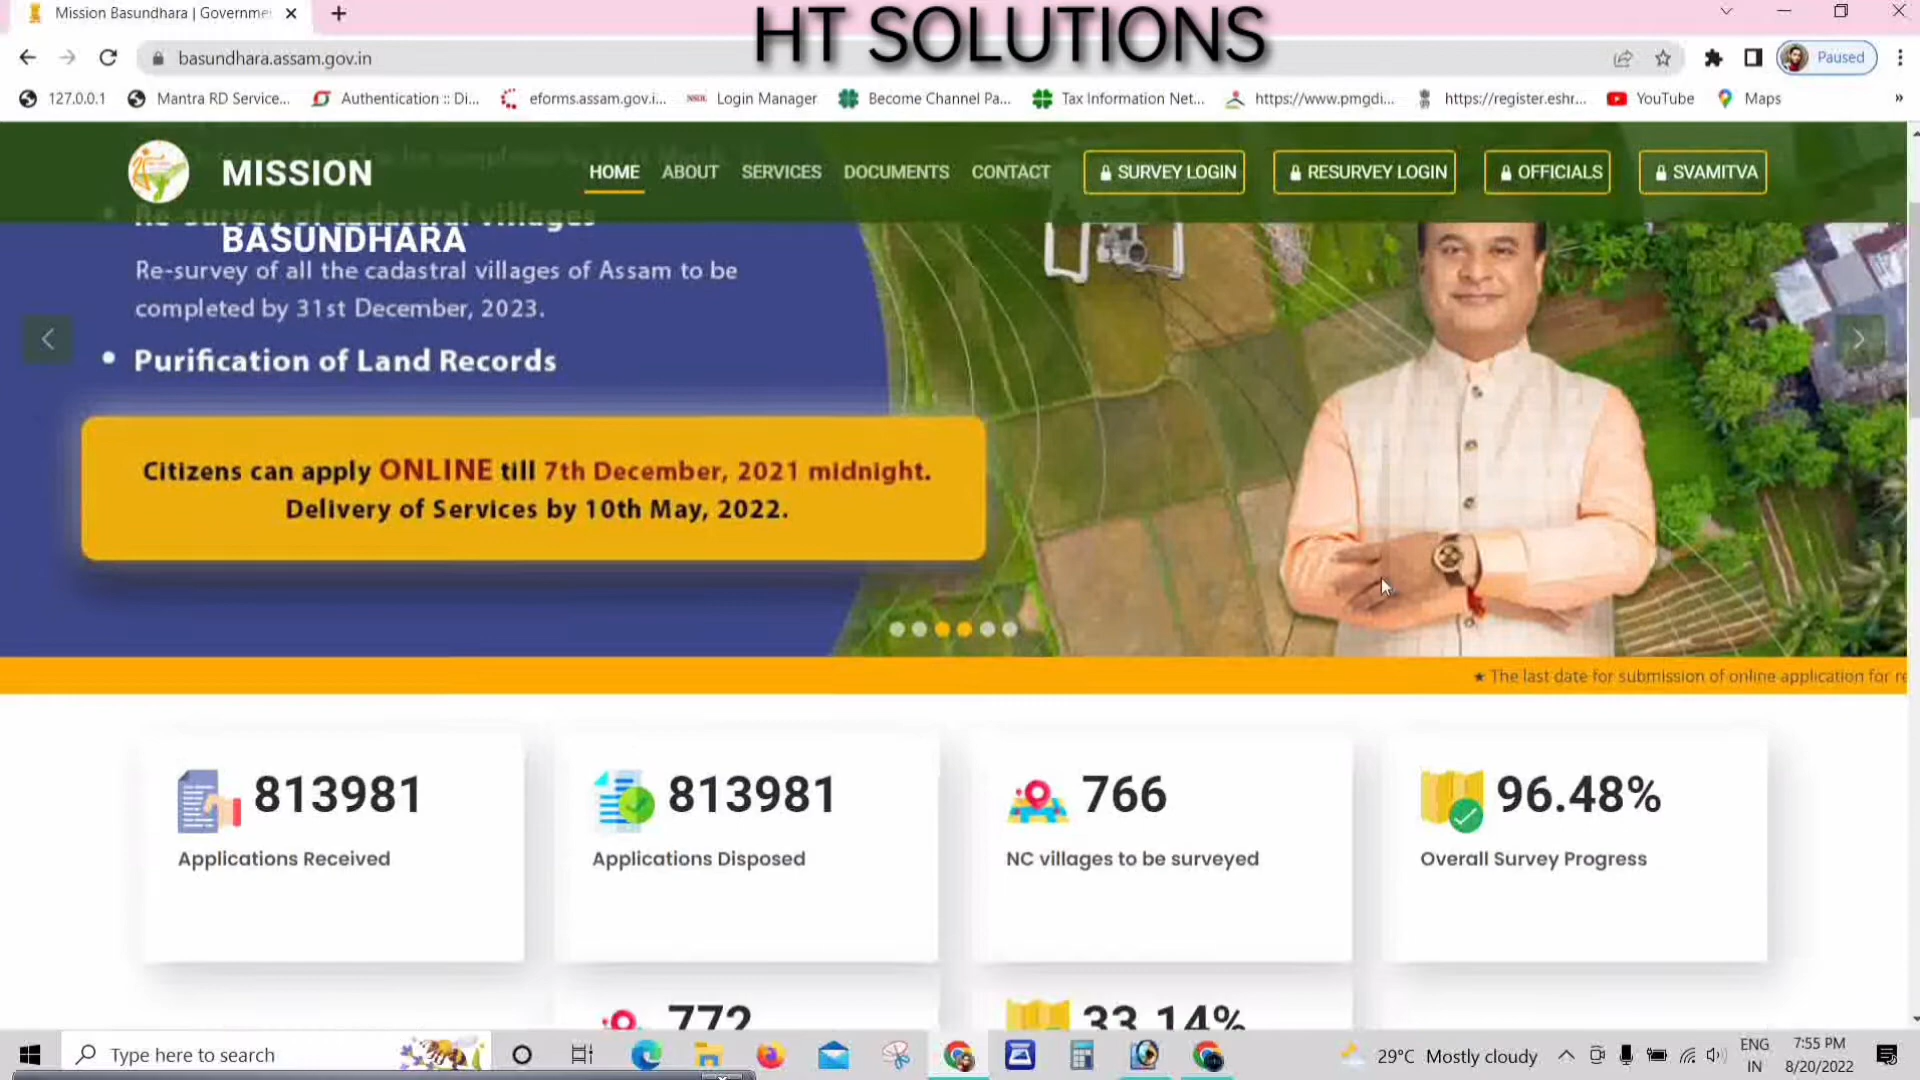 Mission Basundhara | Governme
HT SOLUTIONS
basundhara.assam.gov.in
Paused
127.0.0.1
Mantra RD Service...
Authentication :: Di...
eforms.assam.gov.i...
Login Manager
Become Channel Pa...
Tax Information Net...
https://www.pmgdi...
https://register.eshr...
YouTube
Maps
»
MISSION
BASUNDHARA
HOME
ABOUT
SERVICES
DOCUMENTS
CONTACT
SURVEY LOGIN
RESURVEY LOGIN
OFFICIALS
SVAMITVA
• Re-survey of cadastral villages
Re-survey of all the cadastral villages of Assam to be
completed by 31st December, 2023.
• Purification of Land Records
Citizens can apply ONLINE till 7th December, 2021 midnight.
Delivery of Services by 10th May, 2022.
★ The last date for submission of online application for re
813981
Applications Received
813981
Applications Disposed
766
NC villages to be surveyed
96.48%
Overall Survey Progress
772
33.14%
Type here to search
29°C Mostly cloudy
ENG
IN
7:55 PM
8/20/2022